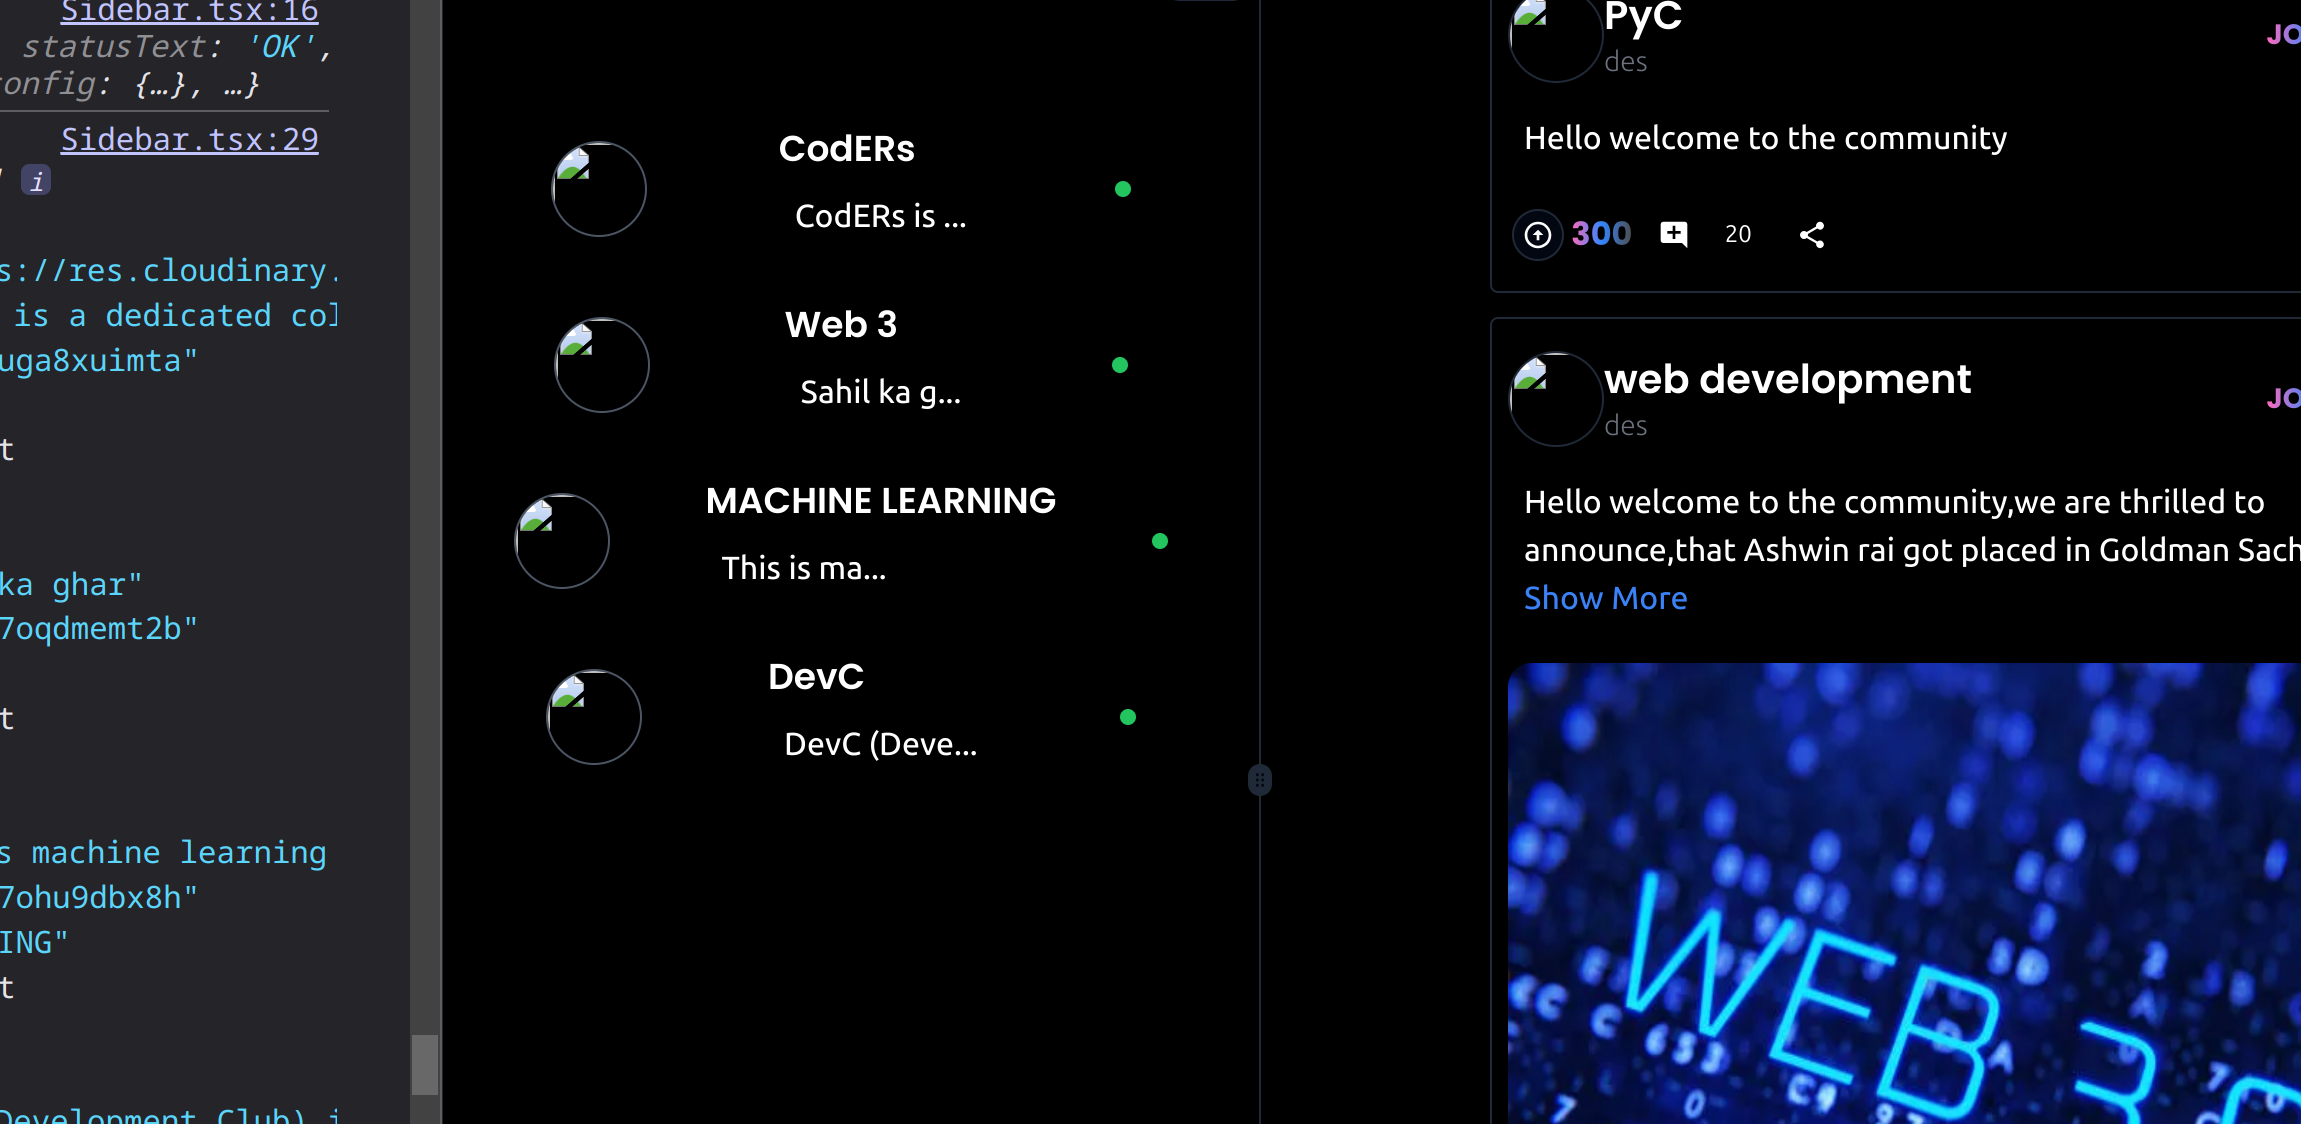 Sidebar.tsx:16
statusText: 'OK',
config: {…}, …}
Sidebar.tsx:29
i
s://res.cloudinary.
is a dedicated col
uga8xuimta"
t
ka ghar"
7oqdmemt2b"
t
s machine learning
7ohu9dbx8h"
ING"
t
Development Club) i
CodERs
CodERs is ...
Web 3
Sahil ka g...
MACHINE LEARNING
This is ma...
DevC
DevC (Deve...
PyC
JO
des
Hello welcome to the community
300
20
web development
JO
des
Hello welcome to the community,we are thrilled to
announce,that Ashwin rai got placed in Goldman Sach
Show More
WEB 3